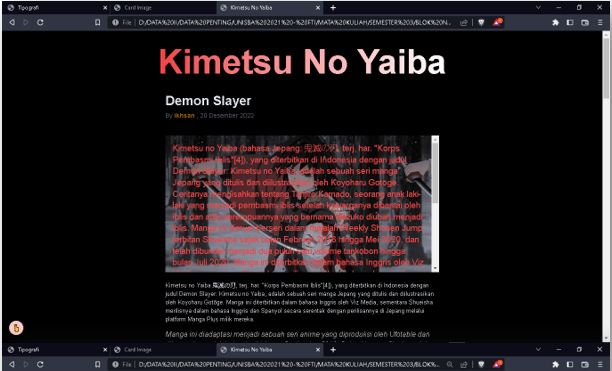 Tipografi Card Image Kimetsu No Yaiba
File D:/DATA%20II/DATA%20PENTING/UNISBA%202021%20-%20FTI/MATA%20KULIAH/SEMESTER%203/BLOK%20N...
Kimetsu No Yaiba
Demon Slayer
By ikhsan , 20 Desember 2022
Kimetsu no Yaiba (bahasa Jepang: 鬼滅の刃, terj. har. "Korps
Pembasmi Iblis"[4]), yang diterbitkan di Indonesia dengan judul
Demon Slayer: Kimetsu no Yaiba, adalah sebuah seri manga
Jepang yang ditulis dan diilustrasikan oleh Koyoharu Gotōge.
Ceritanya mengisahkan tentang Tanjiro Kamado, seorang anak laki-
laki yang menjadi pembasmi iblis setelah keluarganya dibantai oleh
iblis dan adik perempuannya yang bernama Nezuko diubah menjadi
iblis. Manga ini dimuat berseri dalam majalah Weekly Shōnen Jump
terbitan Shueisha sejak bulan Februari 2016 hingga Mei 2020, dan
telah dibundel menjadi dua puluh satu volume tankōbon hingga
bulan Juli 2020. Manga ini diterbitkan dalam bahasa Inggris oleh Viz
Kimetsu no Yaiba 鬼滅の刃, terj. har. "Korps Pembasmi Iblis"[4]), yang diterbitkan di Indonesia dengan
judul Demon Slayer: Kimetsu no Yaiba, adalah sebuah seri manga Jepang yang ditulis dan diilustrasikan
oleh Koyoharu Gotōge. Manga ini diterbitkan dalam bahasa Inggris oleh Viz Media, sementara Shueisha
merilisnya dalam bahasa Inggris dan Spanyol secara serentak dengan perilisannya di Jepang melalui
platform Manga Plus milik mereka.
Manga ini diadaptasi menjadi sebuah seri anime yang diproduksi oleh Ufotable dan
Tipografi Card Image Kimetsu No Yaiba
File D:/DATA%20II/DATA%20PENTING/UNISBA%202021%20-%20FTI/MATA%20KULIAH/SEMESTER%203/BLOK%...